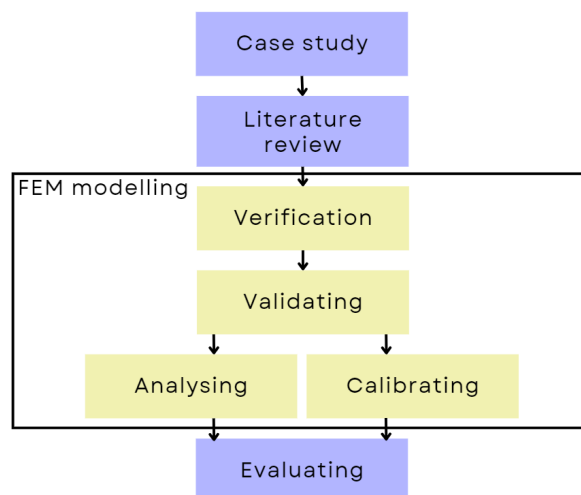 Case study
Literature
review
FEM modelling
Verification
Validating
Analysing
Calibrating
Evaluating